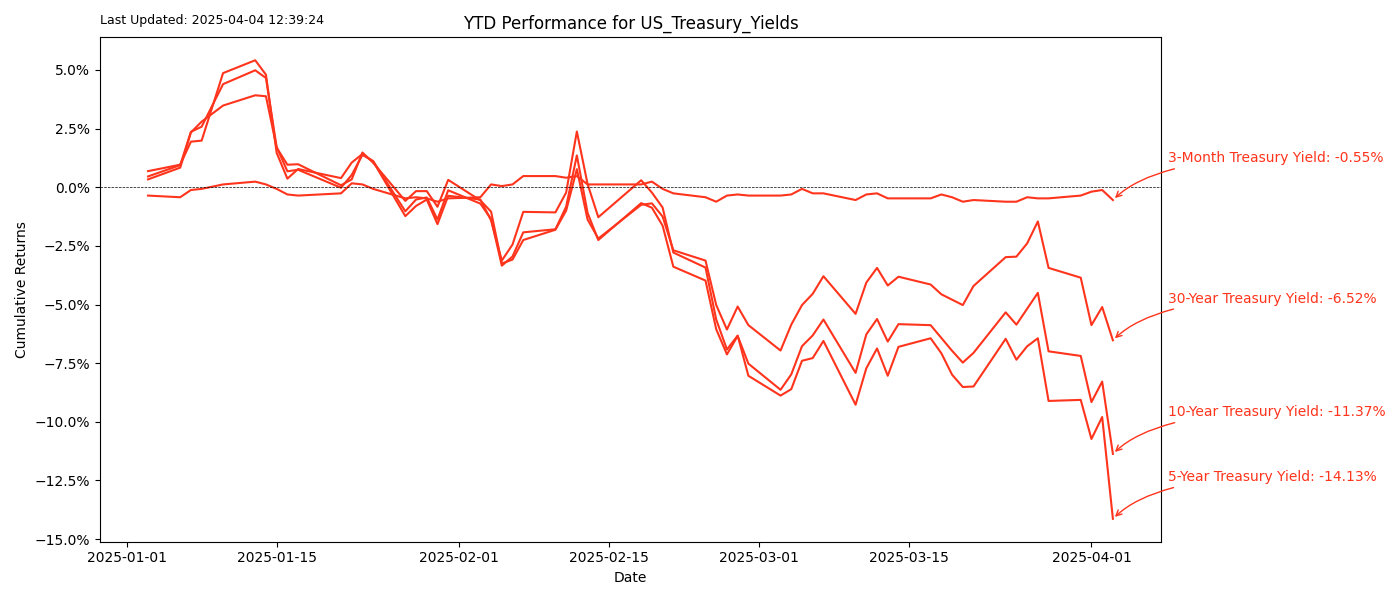 Last Updated: 2025-04-04 12:39:24
YTD Performance for US_Treasury_Yields
Cumulative Returns
5.0%
2.5%
0.0%
−2.5%
−5.0%
−7.5%
−10.0%
−12.5%
−15.0%
3-Month Treasury Yield: -0.55%
30-Year Treasury Yield: -6.52%
10-Year Treasury Yield: -11.37%
5-Year Treasury Yield: -14.13%
2025-01-01
2025-01-15
2025-02-01
2025-02-15
2025-03-01
2025-03-15
2025-04-01
Date